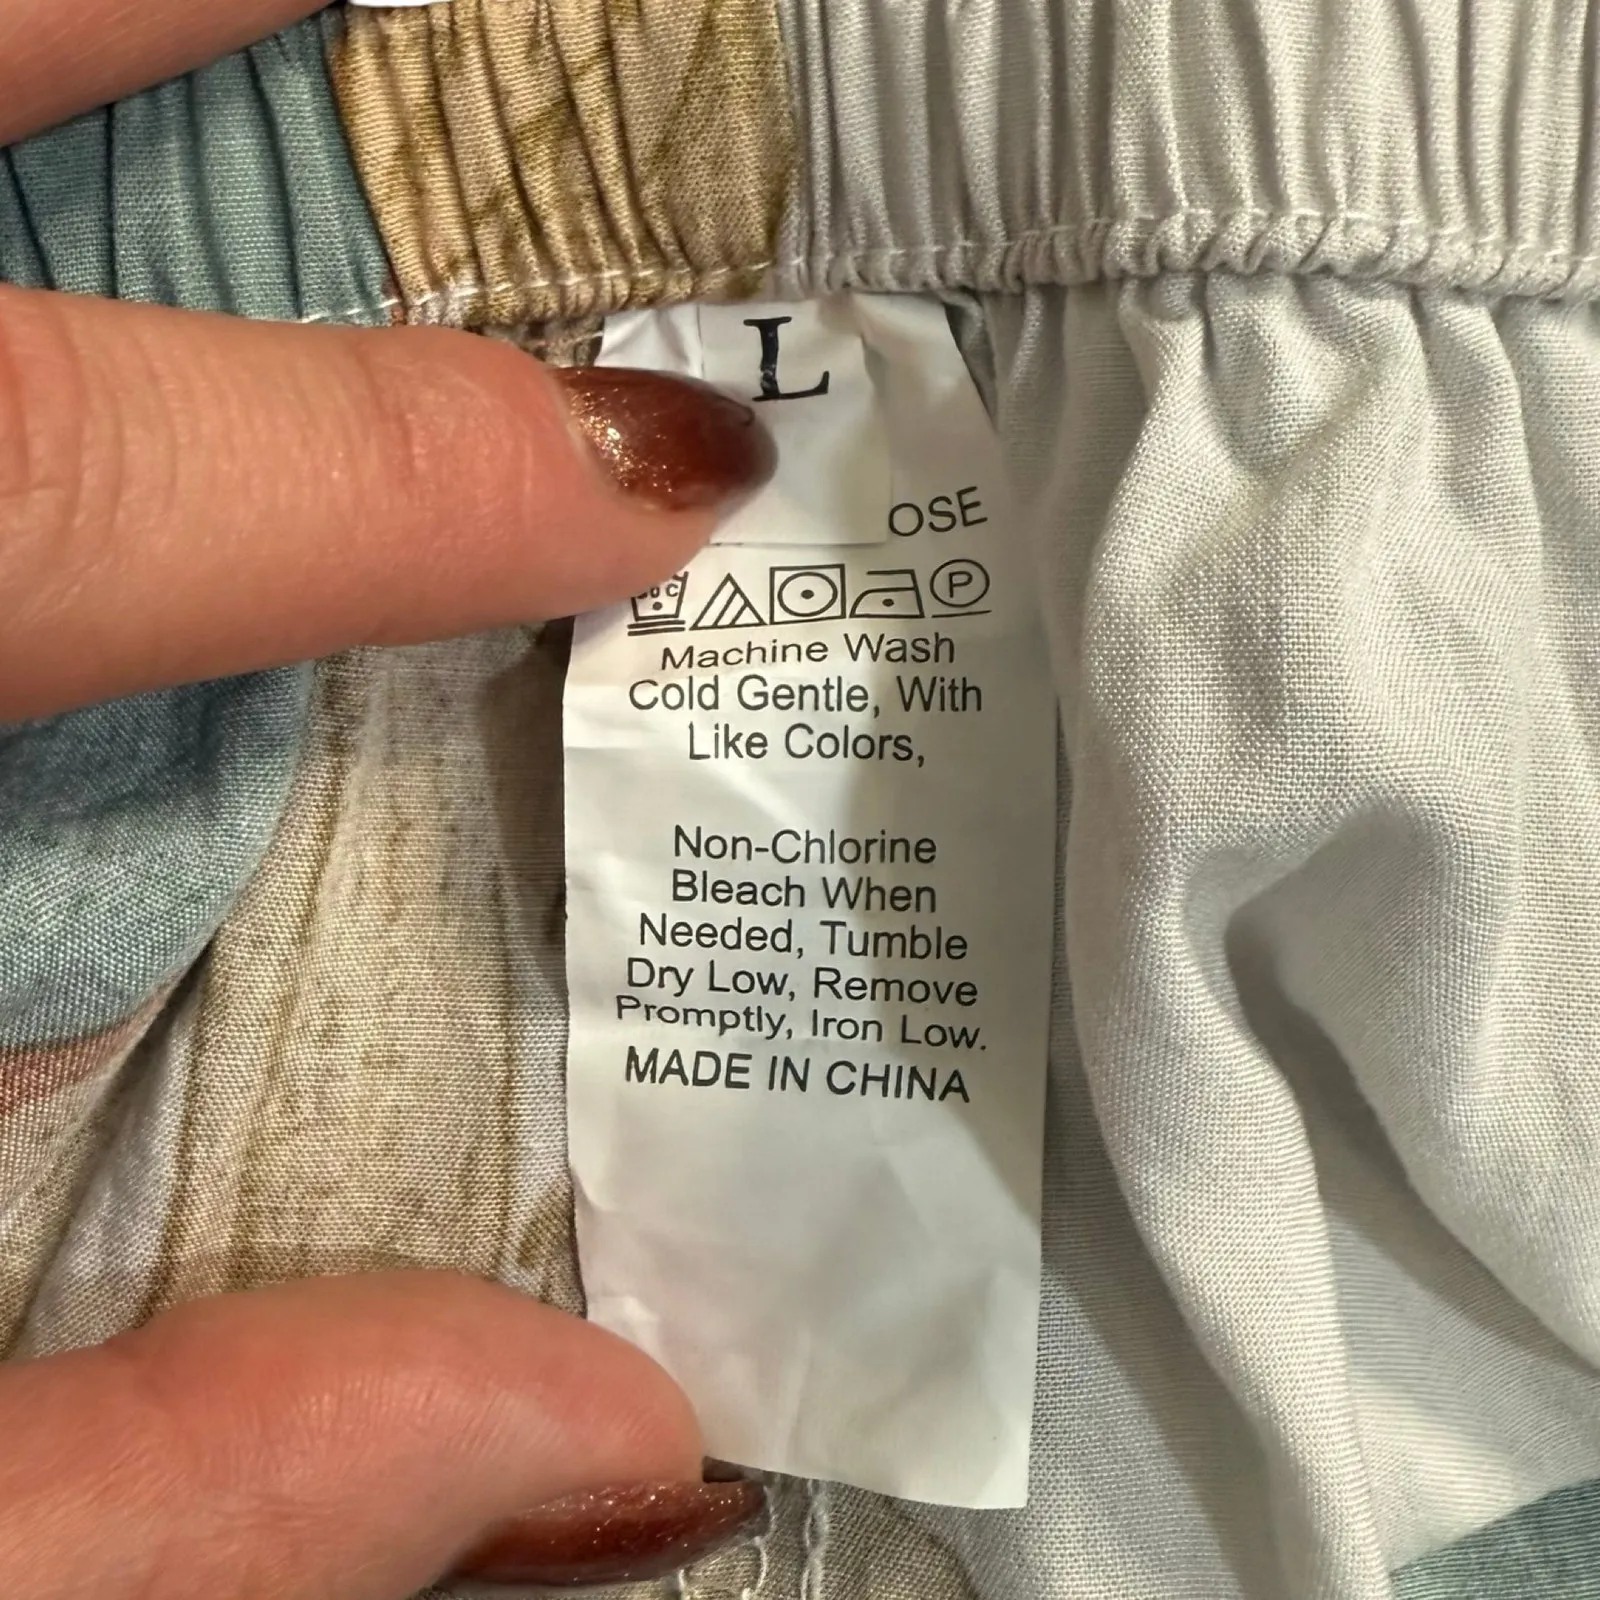 L
OSE
P
Machine Wash
Cold Gentle, With
Like Colors,
Non-Chlorine
Bleach When
Needed, Tumble
Dry Low, Remove
Promptly, Iron Low.
MADE IN CHINA